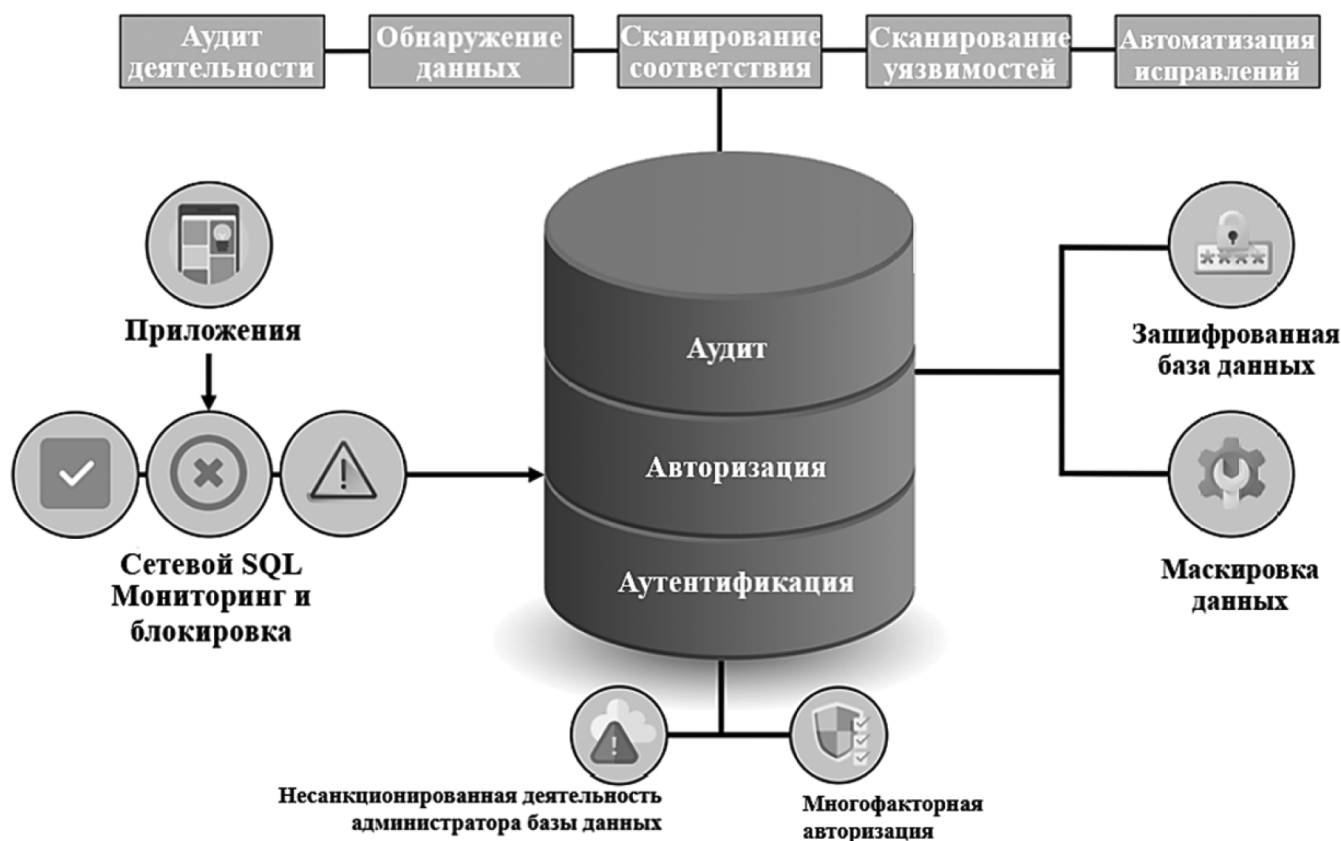 Аудит
деятельности
Обнаружение
данных
Сканирование
соответствия
Сканирование
уязвимостей
Автоматизация
исправлений
Приложения
Сетевой SQL
Мониторинг и
блокировка
Аудит
Авторизация
Аутентификация
Зашифрованная
база данных
Маскировка
данных
Несанкционированная деятельность
администратора базы данных
Многофакторная
авторизация